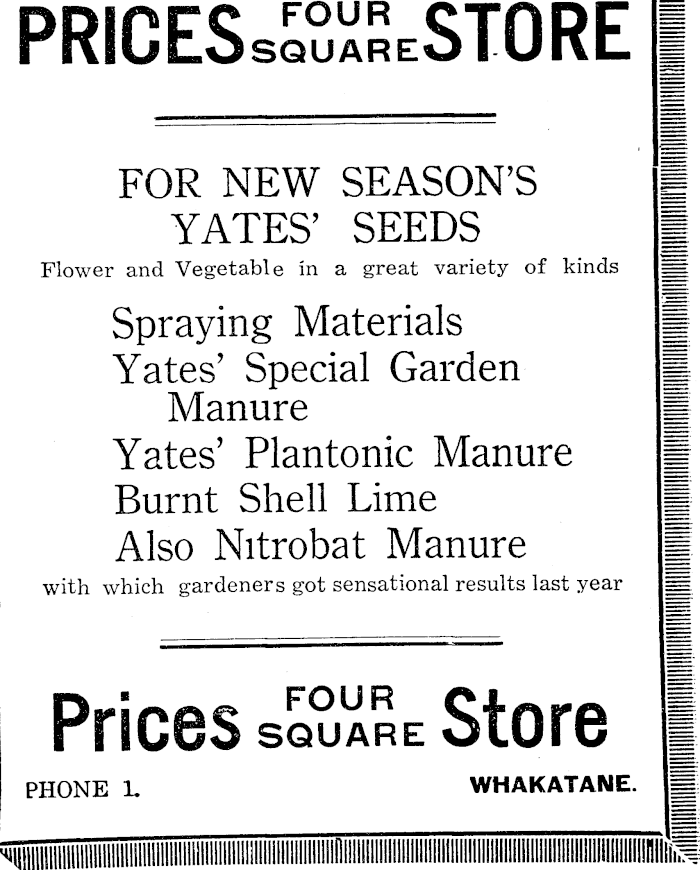 PRICES FOUR SQUARE STORE
FOR NEW SEASON'S
YATES' SEEDS
Flower and Vegetable in a great variety of kinds
Spraying Materials
Yates' Special Garden
Manure
Yates' Plantonic Manure
Burnt Shell Lime
Also Nitrobat Manure
with which gardeners got sensational results last year
Prices FOUR SQUARE Store
PHONE 1. WHAKATANE.